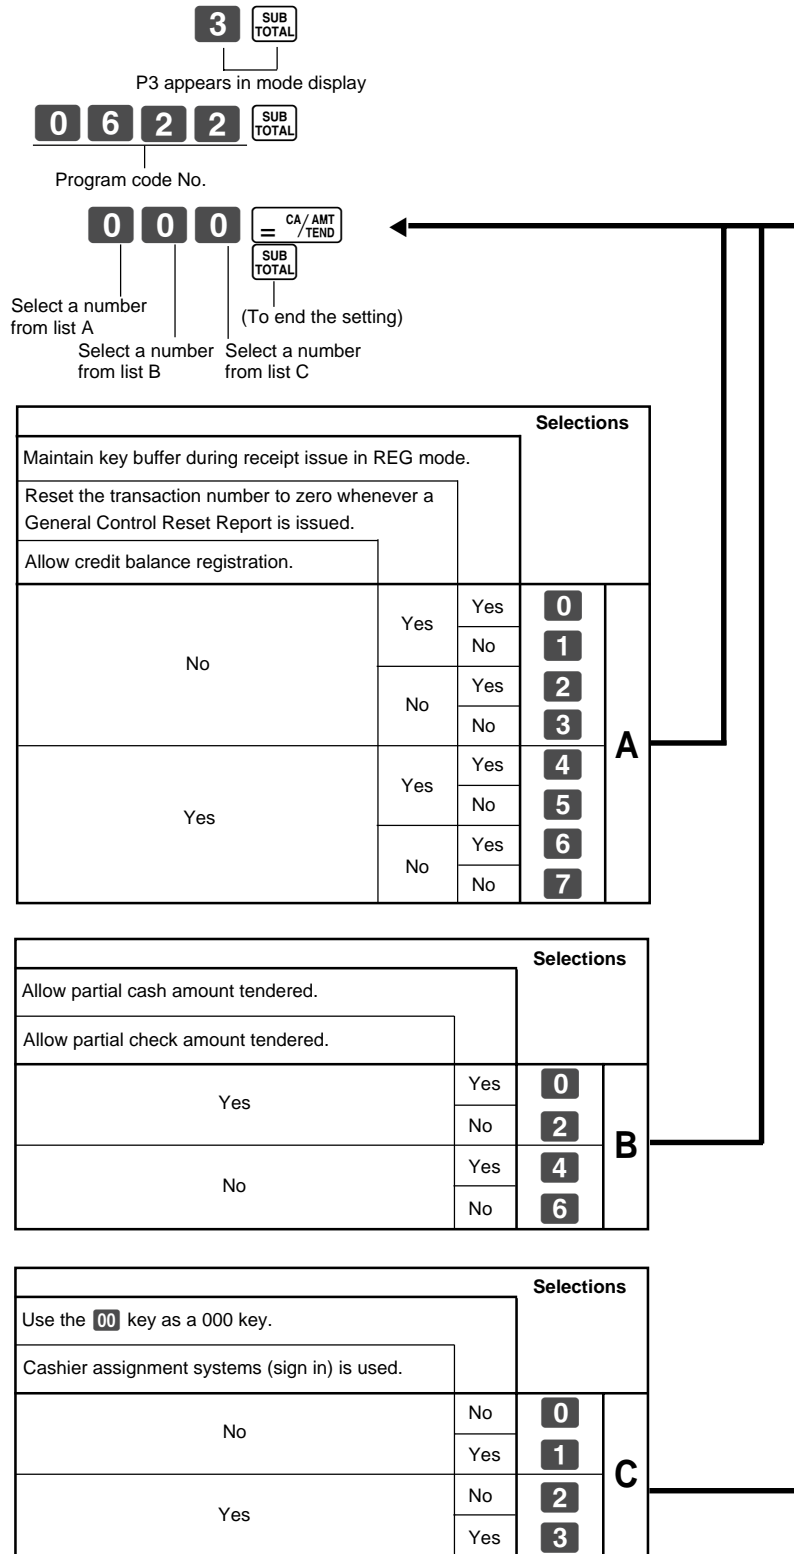 3 SUB TOTAL
P3 appears in mode display
0 6 2 2 SUB TOTAL
Program code No.
0 0 0 = CA/AMT TEND
SUB TOTAL
Select a number
from list A
(To end the setting)
Select a number
from list B
Select a number
from list C
Selections
Maintain key buffer during receipt issue in REG mode.
Reset the transaction number to zero whenever a
General Control Reset Report is issued.
Allow credit balance registration.
No Yes Yes 0
No 1
No Yes 2
No 3
A
Yes Yes Yes 4
No 5
No Yes 6
No 7
Selections
Allow partial cash amount tendered.
Allow partial check amount tendered.
Yes Yes 0
No 2
B
No Yes 4
No 6
Selections
Use the 00 key as a 000 key.
Cashier assignment systems (sign in) is used.
No No 0
Yes 1
C
Yes No 2
Yes 3